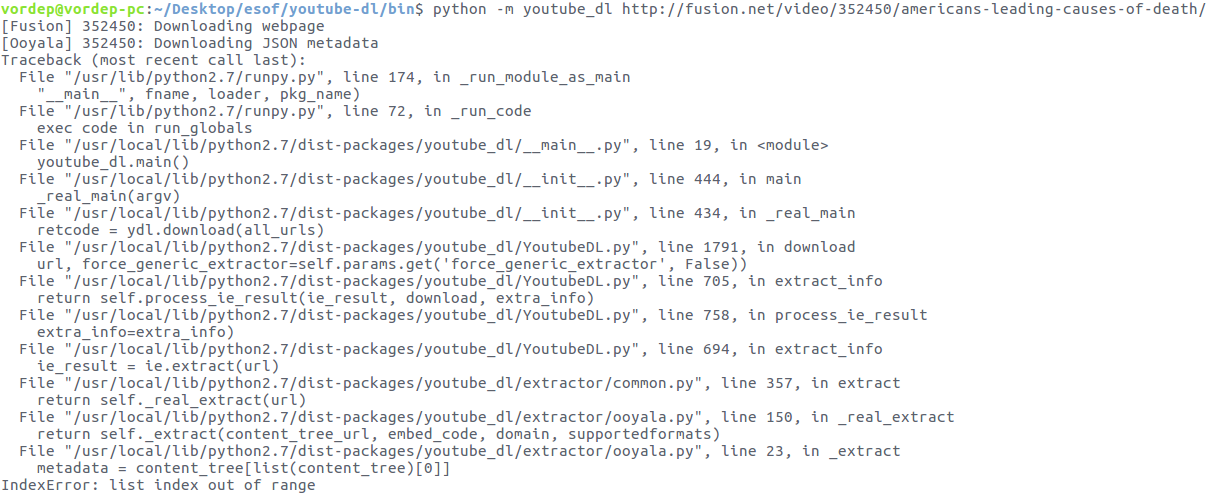 vordep@vordep-pc:~/Desktop/esof/youtube-dl/bin$ python -m youtube_dl http://fusion.net/video/352450/americans-leading-causes-of-death/
[Fusion] 352450: Downloading webpage
[Ooyala] 352450: Downloading JSON metadata
Traceback (most recent call last):
  File "/usr/lib/python2.7/runpy.py", line 174, in _run_module_as_main
    "__main__", fname, loader, pkg_name)
  File "/usr/lib/python2.7/runpy.py", line 72, in _run_code
    exec code in run_globals
  File "/usr/local/lib/python2.7/dist-packages/youtube_dl/__main__.py", line 19, in <module>
    youtube_dl.main()
  File "/usr/local/lib/python2.7/dist-packages/youtube_dl/__init__.py", line 444, in main
    _real_main(argv)
  File "/usr/local/lib/python2.7/dist-packages/youtube_dl/__init__.py", line 434, in _real_main
    retcode = ydl.download(all_urls)
  File "/usr/local/lib/python2.7/dist-packages/youtube_dl/YoutubeDL.py", line 1791, in download
    url, force_generic_extractor=self.params.get('force_generic_extractor', False))
  File "/usr/local/lib/python2.7/dist-packages/youtube_dl/YoutubeDL.py", line 705, in extract_info
    return self.process_ie_result(ie_result, download, extra_info)
  File "/usr/local/lib/python2.7/dist-packages/youtube_dl/YoutubeDL.py", line 758, in process_ie_result
    extra_info=extra_info)
  File "/usr/local/lib/python2.7/dist-packages/youtube_dl/YoutubeDL.py", line 694, in extract_info
    ie_result = ie.extract(url)
  File "/usr/local/lib/python2.7/dist-packages/youtube_dl/extractor/common.py", line 357, in extract
    return self._real_extract(url)
  File "/usr/local/lib/python2.7/dist-packages/youtube_dl/extractor/ooyala.py", line 150, in _real_extract
    return self._extract(content_tree_url, embed_code, domain, supportedformats)
  File "/usr/local/lib/python2.7/dist-packages/youtube_dl/extractor/ooyala.py", line 23, in _extract
    metadata = content_tree[list(content_tree)[0]]
IndexError: list index out of range